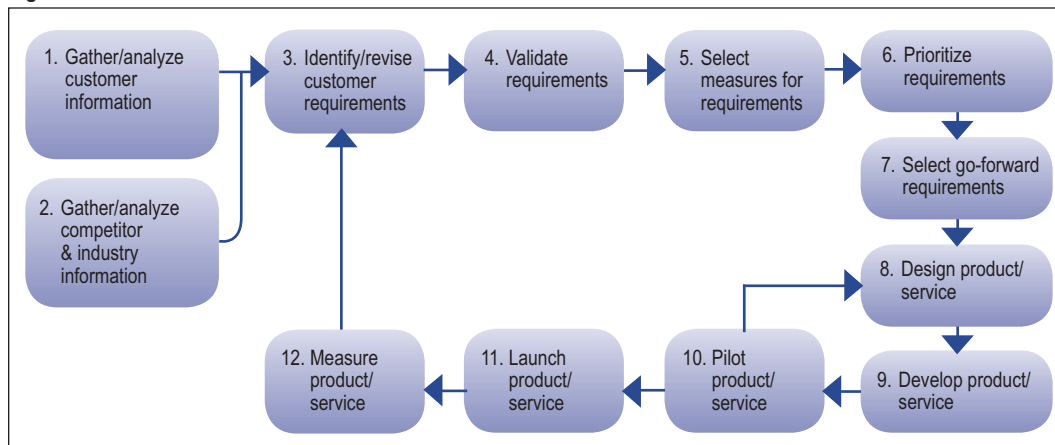 1. Gather/analyze
customer
information
2. Gather/analyze
competitor
& industry
information
3. Identify/revise
customer
requirements
4. Validate
requirements
5. Select
measures for
requirements
6. Prioritize
requirements
7. Select go-forward
requirements
8. Design product/
service
9. Develop product/
service
10. Pilot
product/
service
11. Launch
product/
service
12. Measure
product/
service